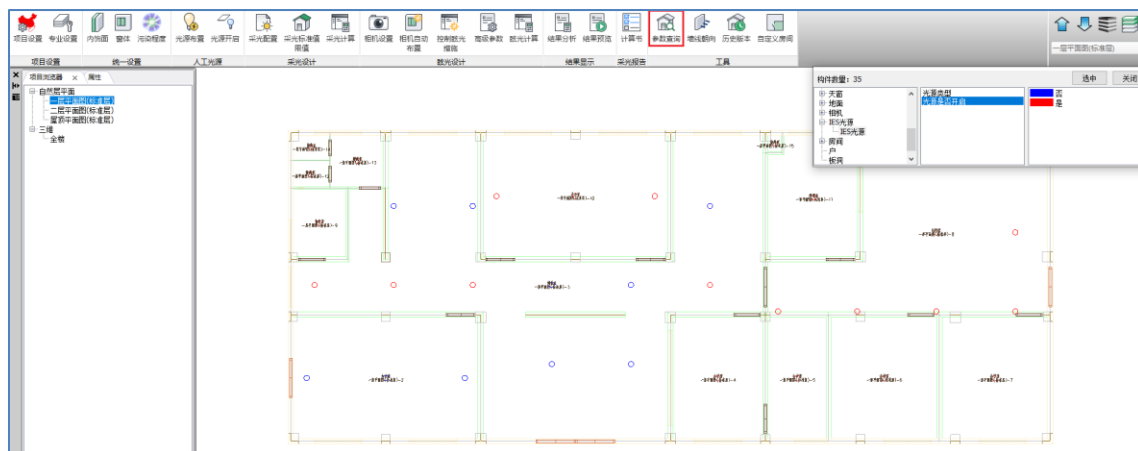 项目设置 专业设置 内饰面 窗体 污染程度 光源布置 光源开启 采光配置 采光标准值限值 采光计算 相机设置 相机自动布置 控制眩光措施 高级参数 眩光计算 结果分析 结果预览 计算书 参数查询 墙线朝向 历史版本 自定义房间
项目设置 统一设置 人工光源 采光设计 眩光设计 结果显示 采光报告 工具
一层平面图(标准层)
项目浏览器 × 属性
自然层平面
一层平面图(标准层)
二层平面图(标准层)
屋顶平面图(标准层)
三维
全楼
构件数量: 35 选中 关闭
天窗
地面
相机
IES光源
IES光源
房间
户
板洞
光源类型
光源是否开启
否
是